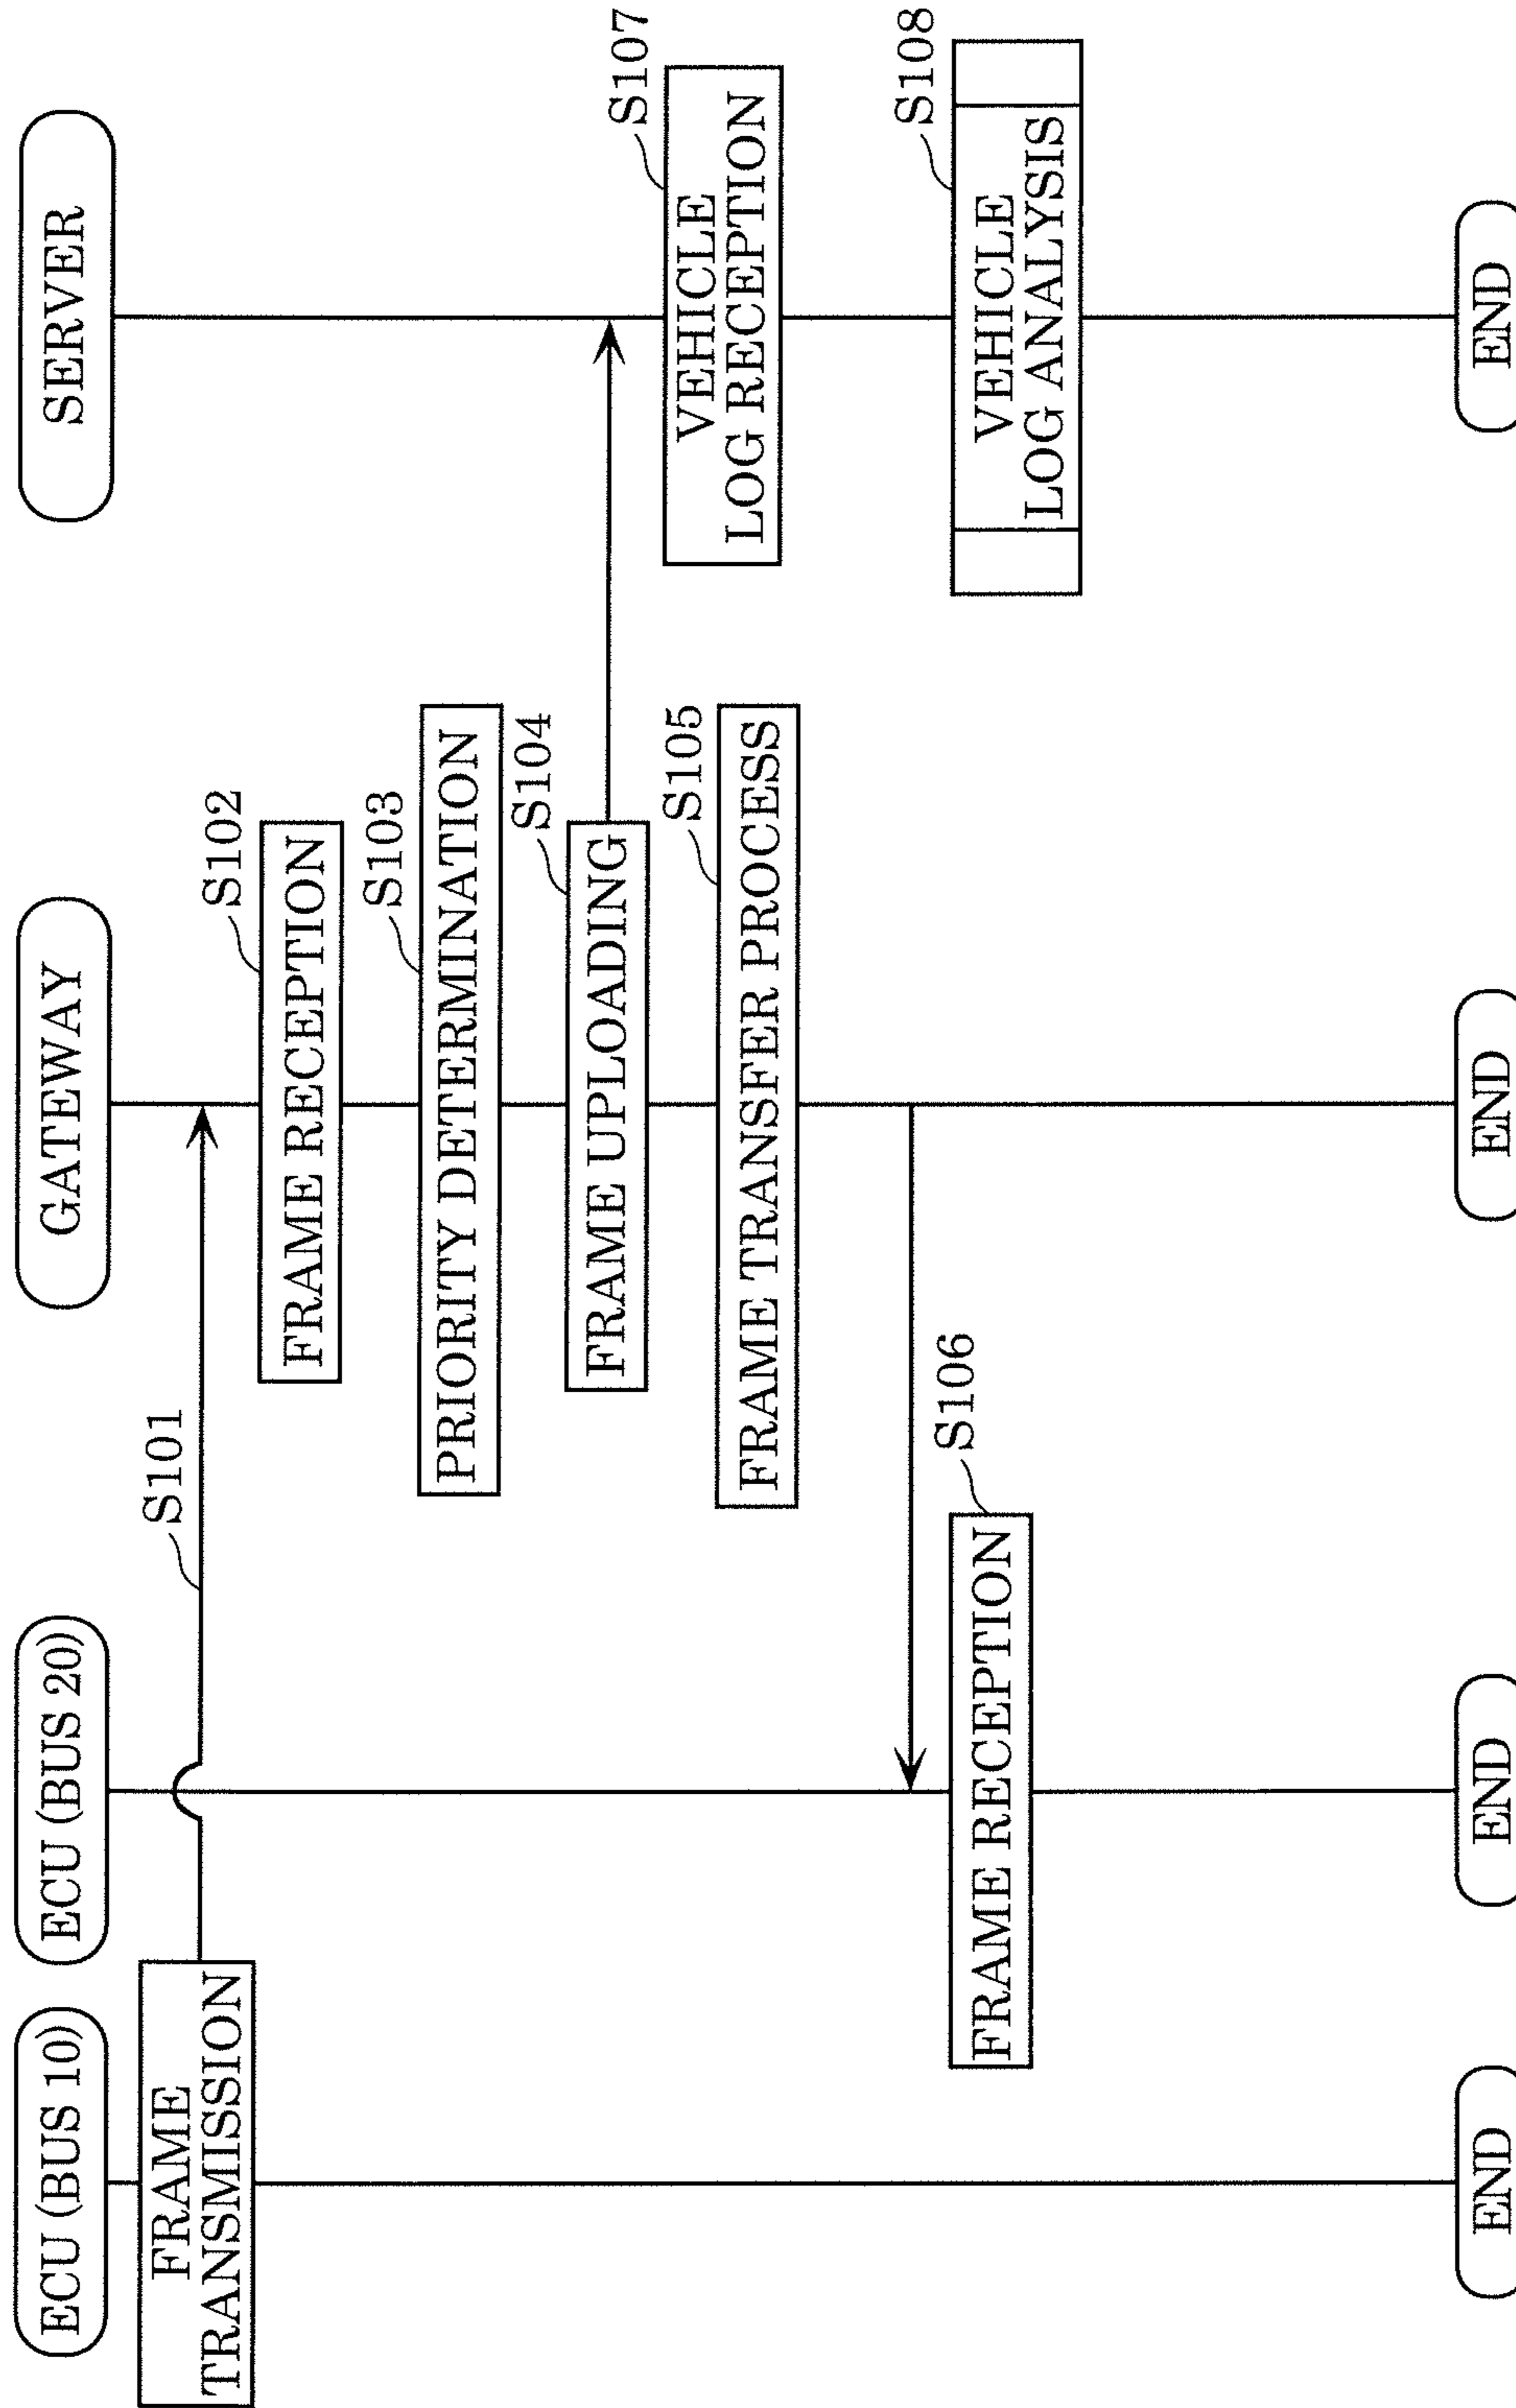 ECU (BUS 10)
ECU (BUS 20)
GATEWAY
SERVER
FRAME
TRANSMISSION
S101
S102
FRAME RECEPTION
S103
PRIORITY DETERMINATION
S104
FRAME UPLOADING
S105
FRAME TRANSFER PROCESS
S107
VEHICLE
LOG RECEPTION
S106
FRAME RECEPTION
S108
VEHICLE
LOG ANALYSIS
END
END
END
END